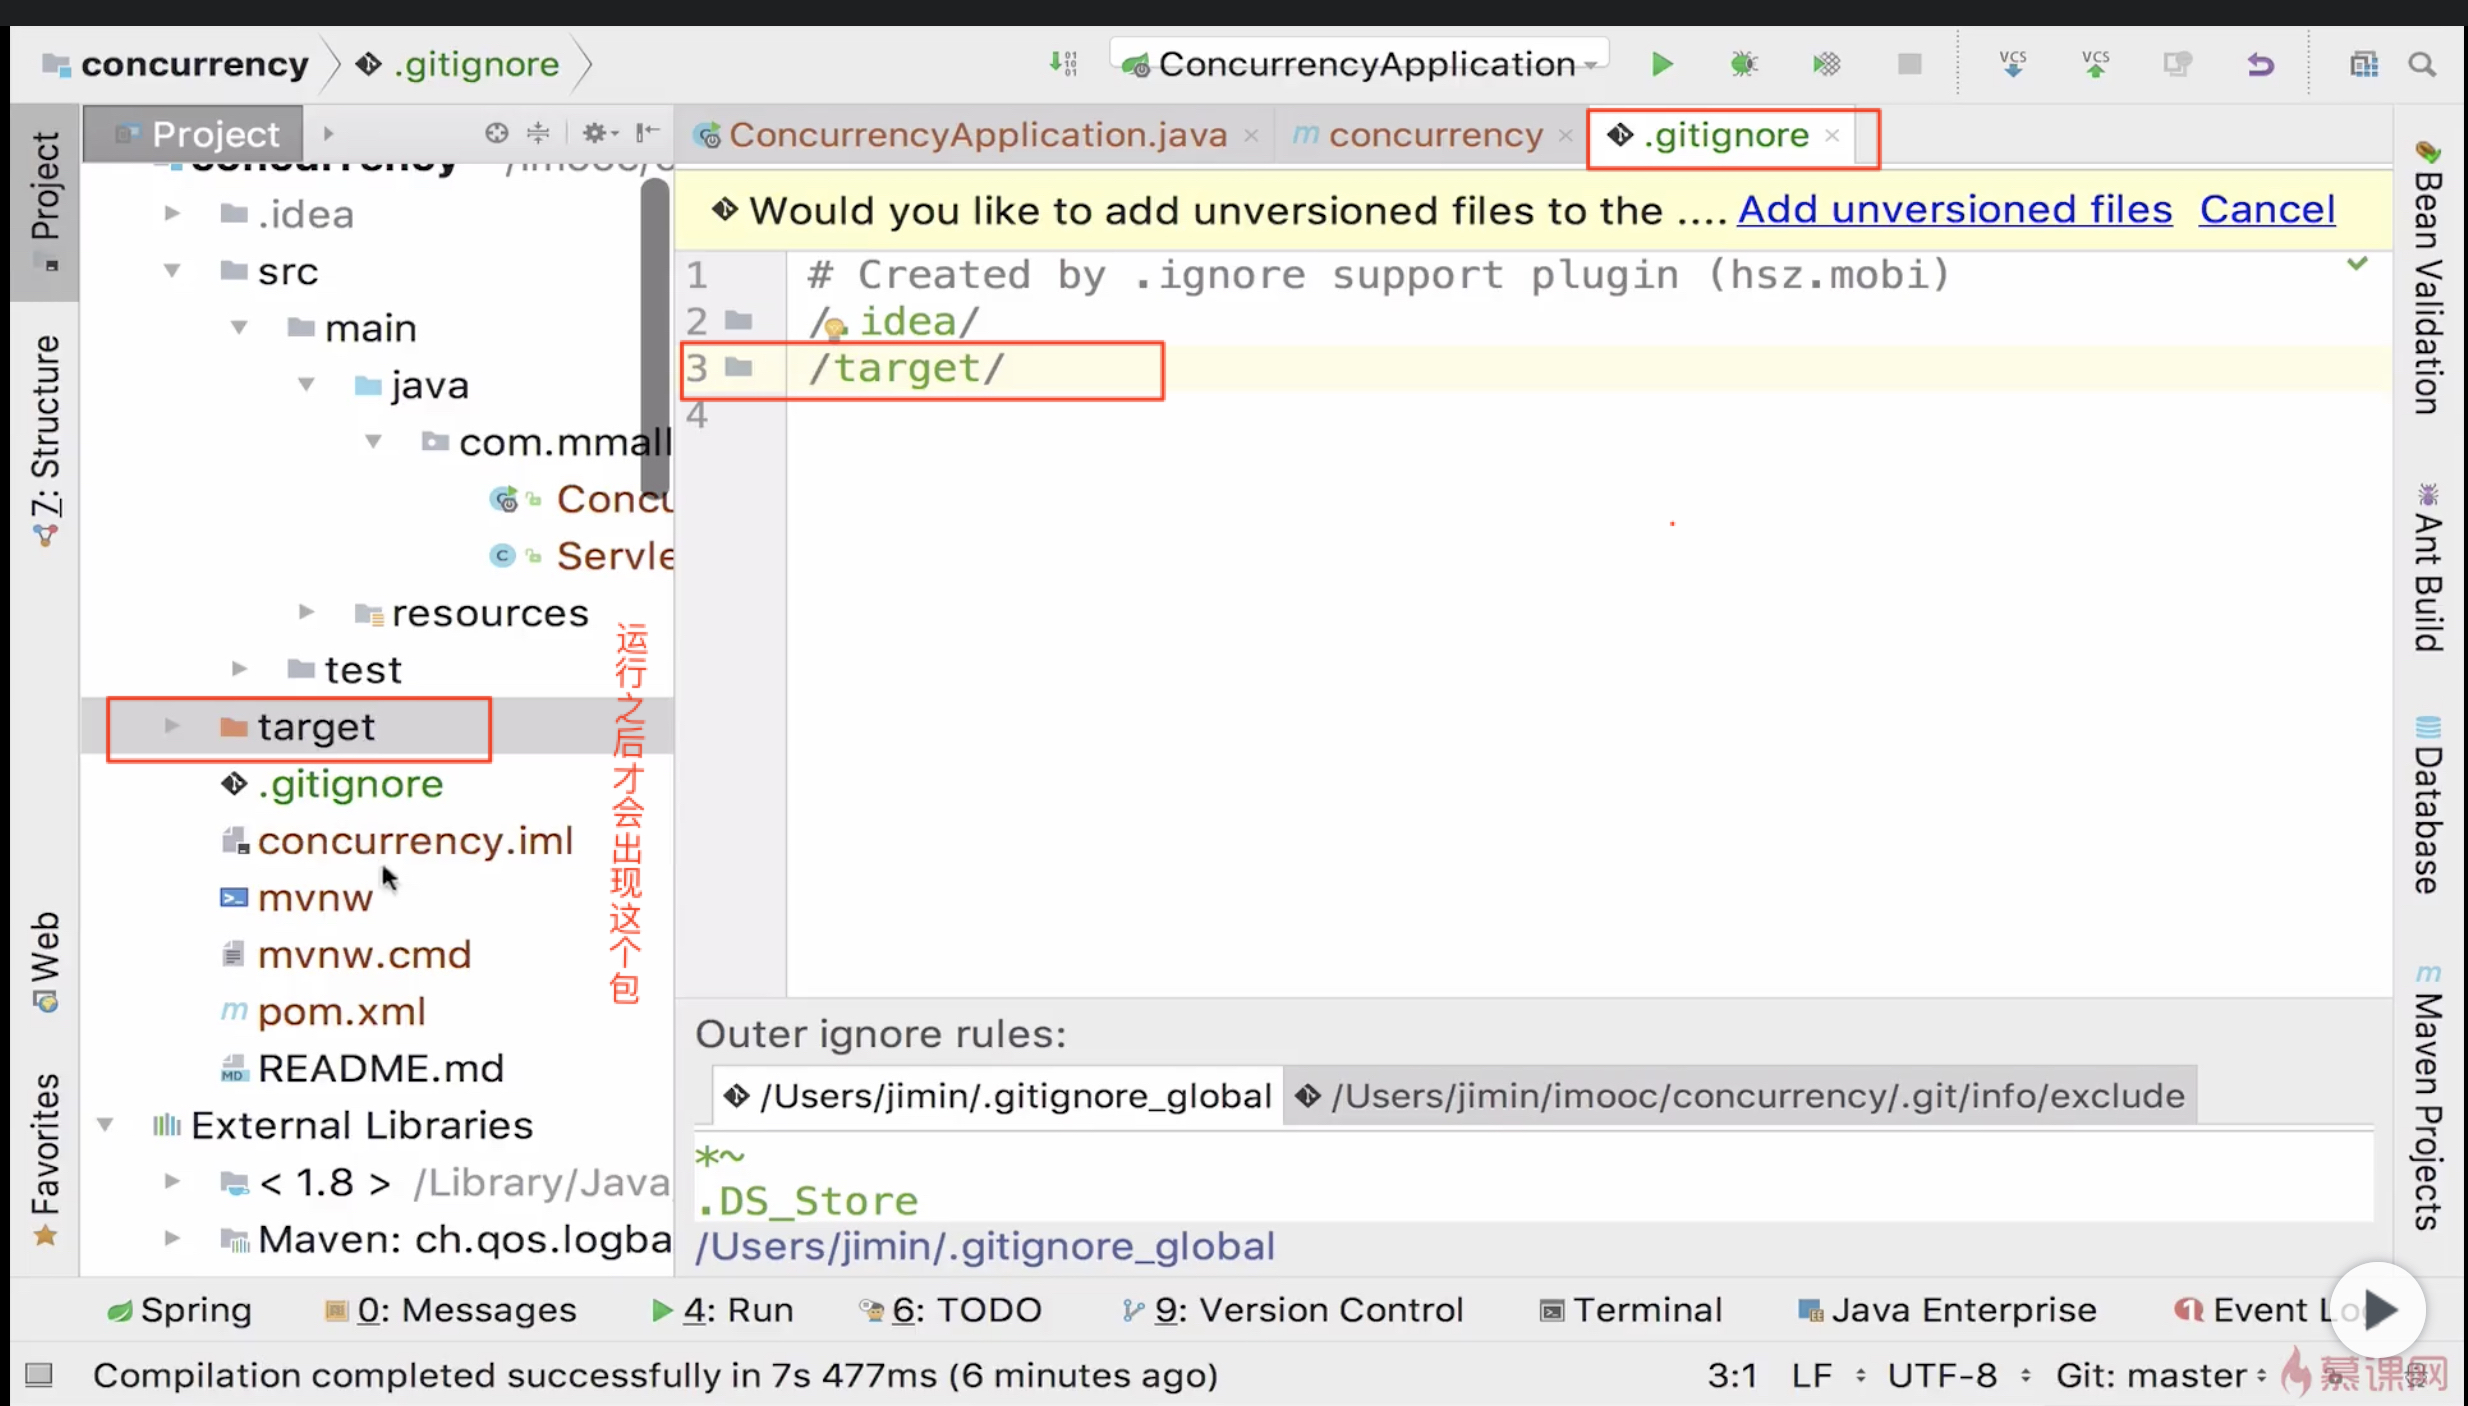 concurrency
.gitignore
ConcurrencyApplication
VCS
VCS
Project
ConcurrencyApplication.java
concurrency
.gitignore
Project
Z: Structure
Web
Favorites
concurrency
.idea
src
main
java
com.mmall
Concu
Servle
resources
test
target
.gitignore
concurrency.iml
mvnw
mvnw.cmd
pom.xml
README.md
External Libraries
< 1.8 > /Library/Java
Maven: ch.qos.logba
运行之后才会出现这个包
Would you like to add unversioned files to the .... Add unversioned files Cancel
1 # Created by .ignore support plugin (hsz.mobi)
2 /.idea/
3 /target/
4
Outer ignore rules:
/Users/jimin/.gitignore_global
/Users/jimin/imooc/concurrency/.git/info/exclude
*~
.DS_Store
/Users/jimin/.gitignore_global
Bean Validation
Ant Build
Database
Maven Projects
Spring
0: Messages
4: Run
6: TODO
9: Version Control
Terminal
Java Enterprise
Event Lo
Compilation completed successfully in 7s 477ms (6 minutes ago)
3:1 LF UTF-8 Git: master
慕课网